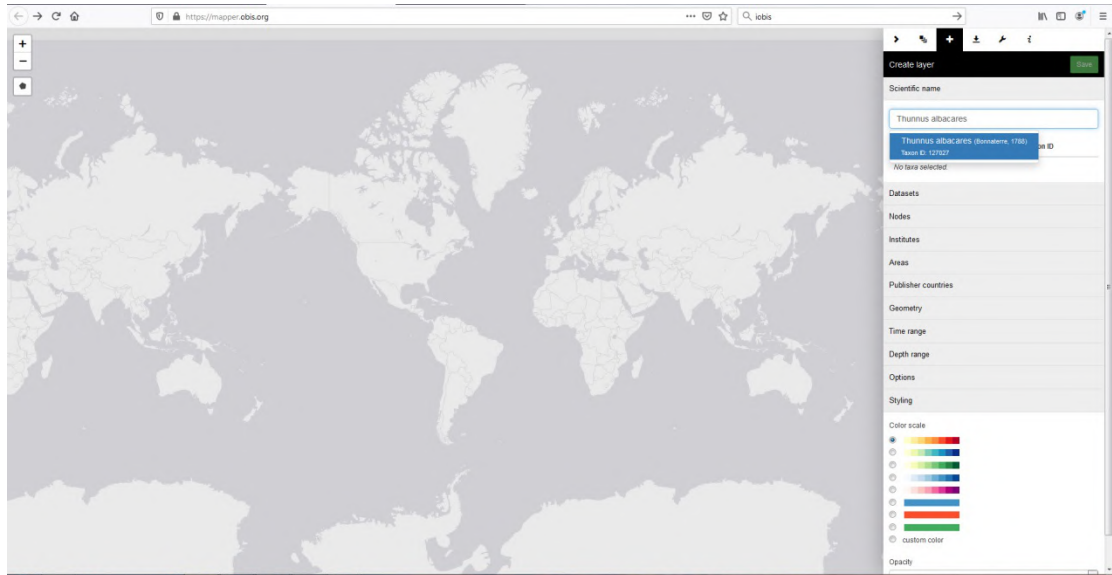 https://mapper.obis.org
iobis
+
−
Create layer
Save
Scientific name
Thunnus albacares
Thunnus albacares (Bonnaterre, 1788)
Taxon ID: 127027
on ID
No taxa selected.
Datasets
Nodes
Institutes
Areas
Publisher countries
Geometry
Time range
Depth range
Options
Styling
Color scale
custom color
Opacity